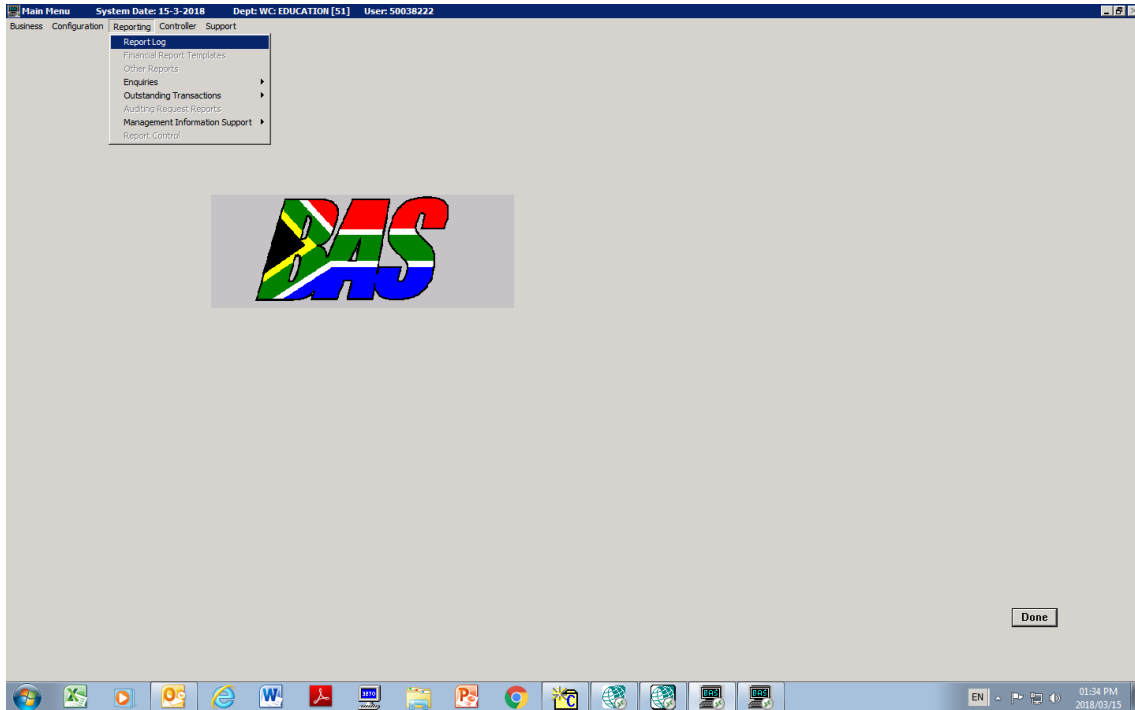 Main Menu System Date: 15-3-2018 Dept: WC: EDUCATION [51] User: 50038222
Business Configuration Reporting Controller Support
Report Log
Financial Report Templates
Other Reports
Enquiries
Outstanding Transactions
Auditing Request Reports
Management Information Support
Report Control
BAS
Done
EN 01:34 PM
2018/03/15